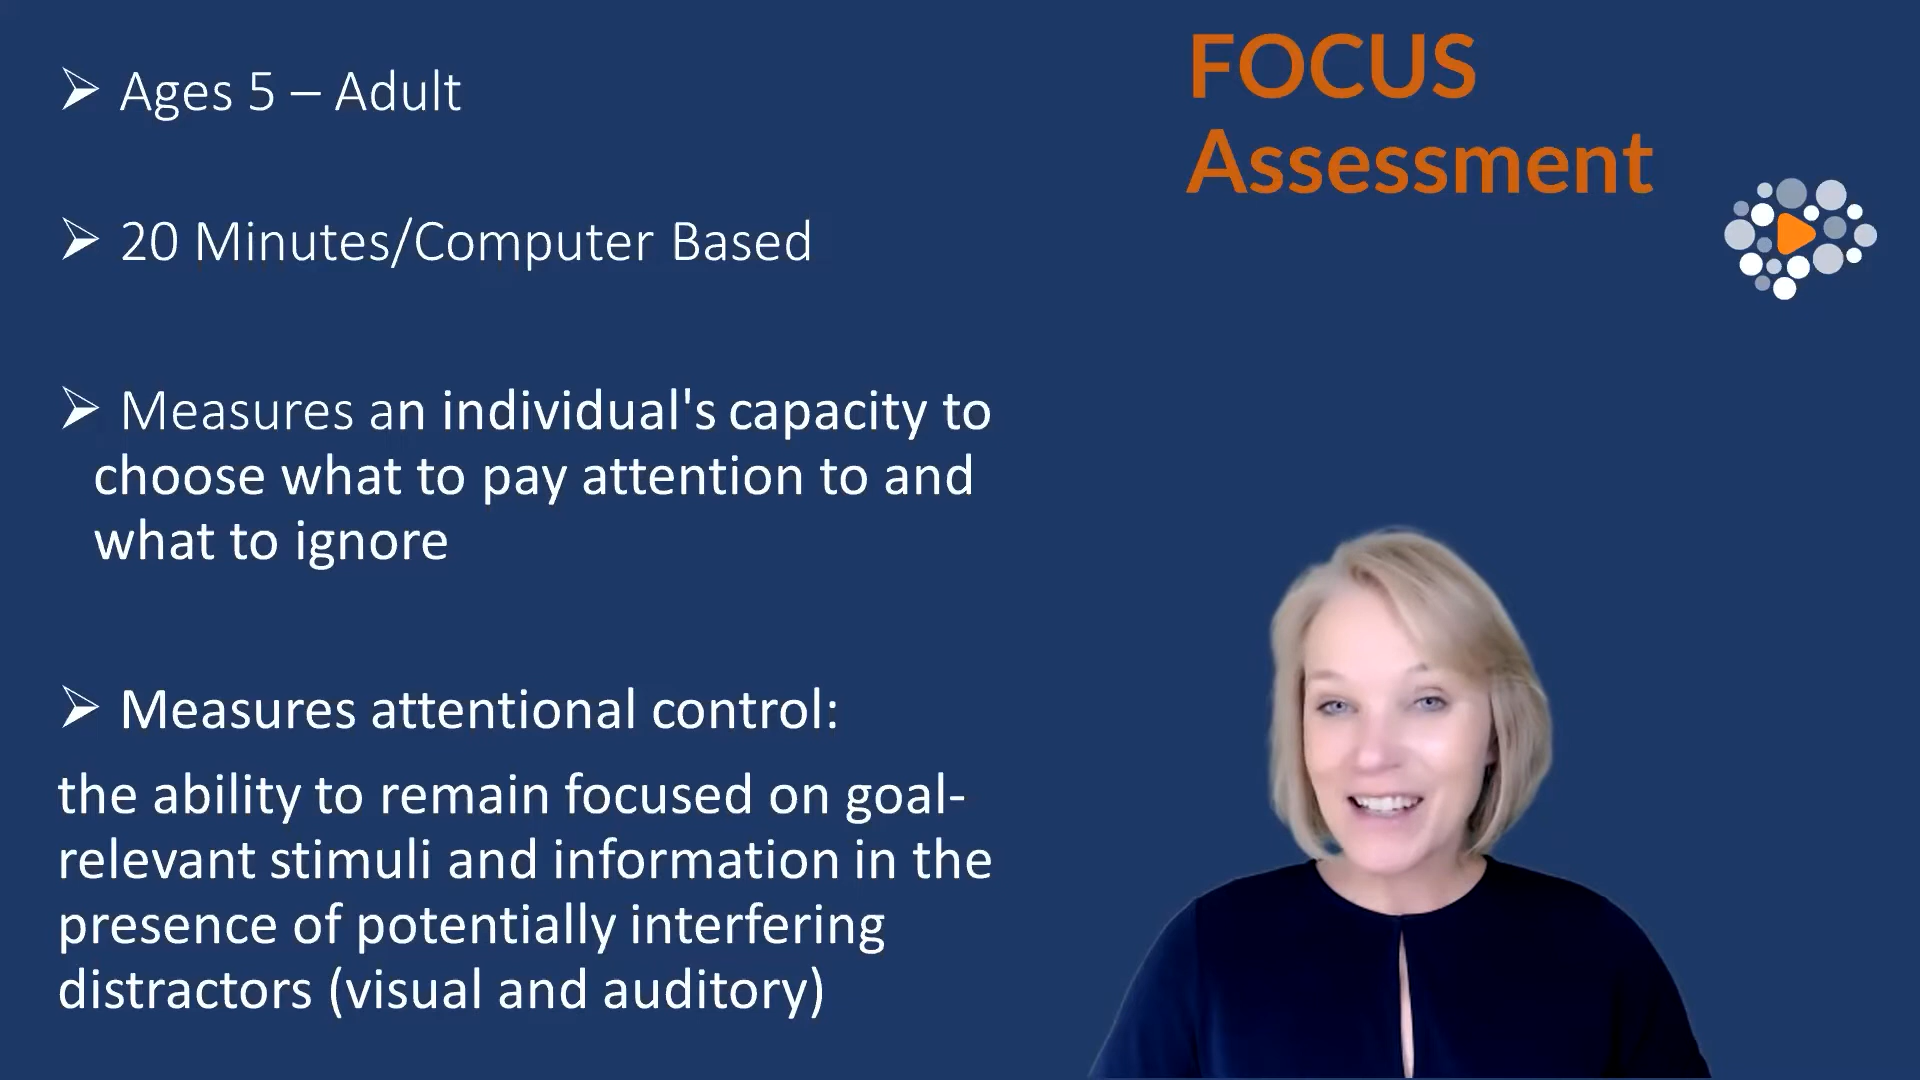 FOCUS
Assessment
➢ Ages 5 – Adult
➢ 20 Minutes/Computer Based
➢ Measures an individual's capacity to
choose what to pay attention to and
what to ignore
➢ Measures attentional control:
the ability to remain focused on goal-
relevant stimuli and information in the
presence of potentially interfering
distractors (visual and auditory)